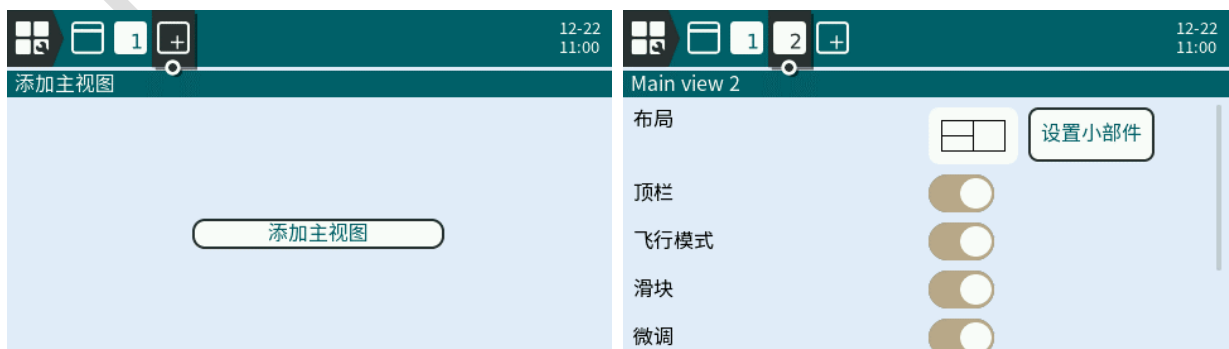 1
12-22
11:00
添加主视图
添加主视图
1 2
12-22
11:00
Main view 2
布局
设置小部件
顶栏
飞行模式
滑块
微调